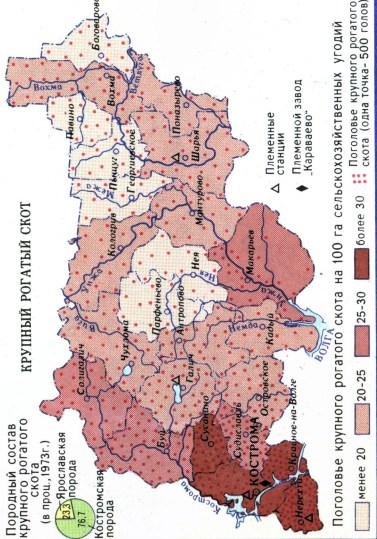 КРУПНЫЙ РОГАТЫЙ СКОТ
Породный состав
крупного рогатого
скота
(в проц., 1973г.)
Ярославская
порода
23,3
76,7
Костромская
порода
Солигалич
Чухлома
Буй
Галич
Сусанино
Судиславль
КОСТРОМА
Кострома
Островское
Красное-на-Волге
Нерехта
Антропово
Парфеньево
Нея
Нея
Кологрив
Мантурово
Макарьев
Кадый
Немда
Унжа
ВОЛГА
Межа
Пыщуг
Георгиевское
Шарья
Поназырево
Павино
Вохма
Вохма
Ветлуга
Боговарово
Племенные
станции
Племенной завод
„Караваево"
Поголовье крупного рогатого скота на 100 га сельскохозяйственных угодий
менее 20
20-25
25-30
более 30
Поголовье крупного рогатого
скота (одна точка- 500 голов)